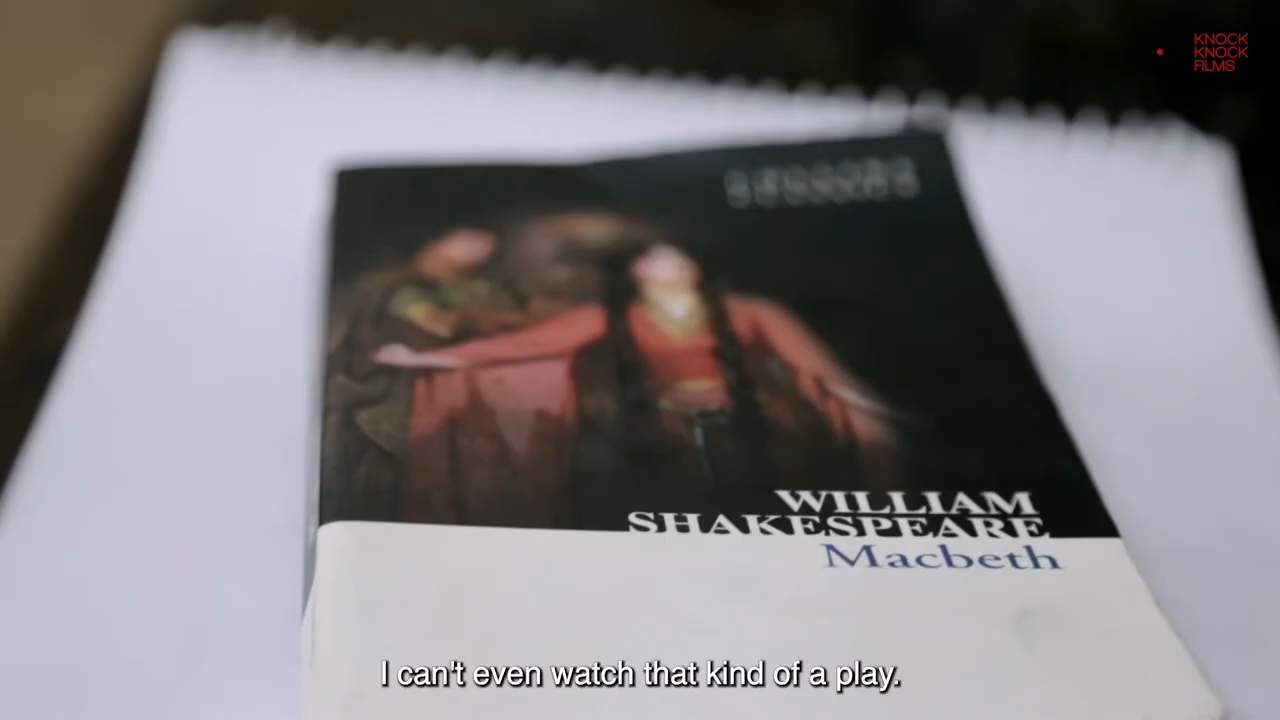 KNOCK
KNOCK
FILMS
WILLIAM
SHAKESPEARE
Macbeth
I can't even watch that kind of a play.